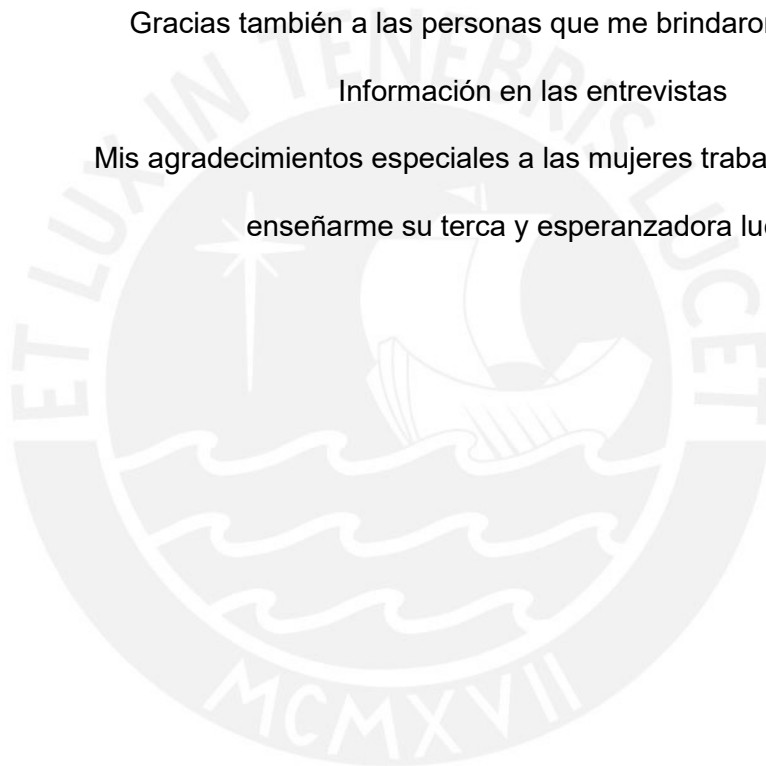 Gracias también a las personas que me brindaron
Información en las entrevistas
Mis agradecimientos especiales a las mujeres
enseñarme su terca y esperanzadora
ET LUX IN TENEBRIS LUCET
MCMXVII